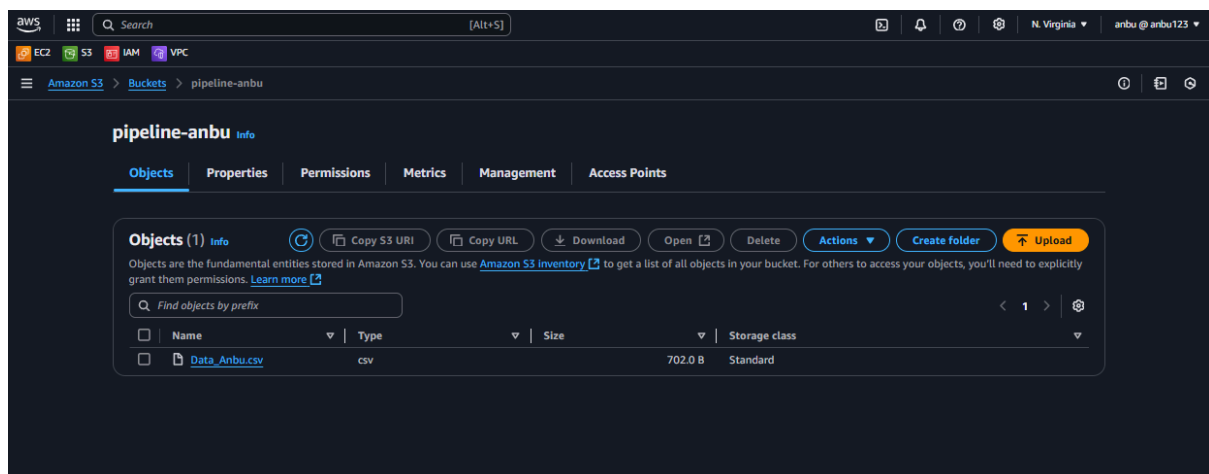 aws Search [Alt+S] N. Virginia ▼ anbu @ anbu123 ▼
EC2 S3 IAM VPC
Amazon S3 > Buckets > pipeline-anbu
pipeline-anbu Info
Objects Properties Permissions Metrics Management Access Points
Objects (1) Info Copy S3 URI Copy URL Download Open Delete Actions ▼ Create folder Upload
Objects are the fundamental entities stored in Amazon S3. You can use Amazon S3 inventory to get a list of all objects in your bucket. For others to access your objects, you'll need to explicitly
grant them permissions. Learn more
Find objects by prefix < 1 >
Name Type Size Storage class
Data_Anbu.csv csv 702.0 B Standard